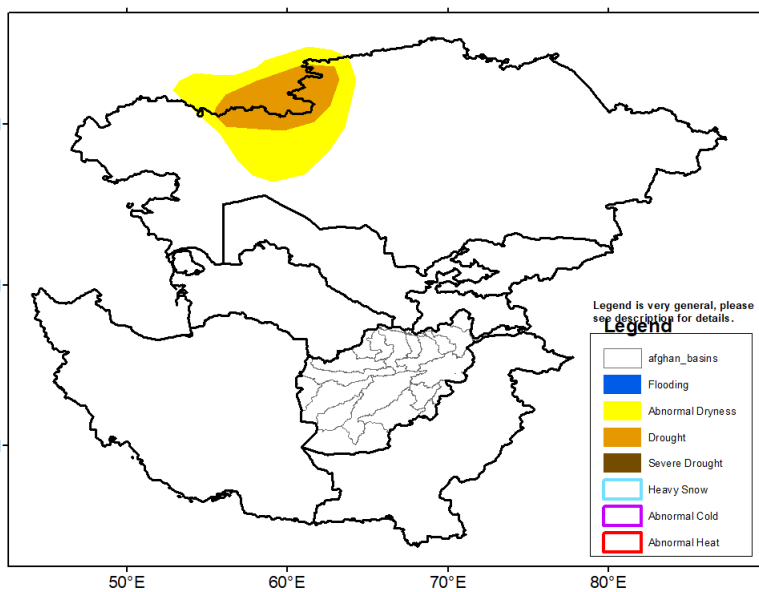 Legend is very general, please
see description for details.
Legend
afghan_basins
Flooding
Abnormal Dryness
Drought
Severe Drought
Heavy Snow
Abnormal Cold
Abnormal Heat
50°E 60°E 70°E 80°E